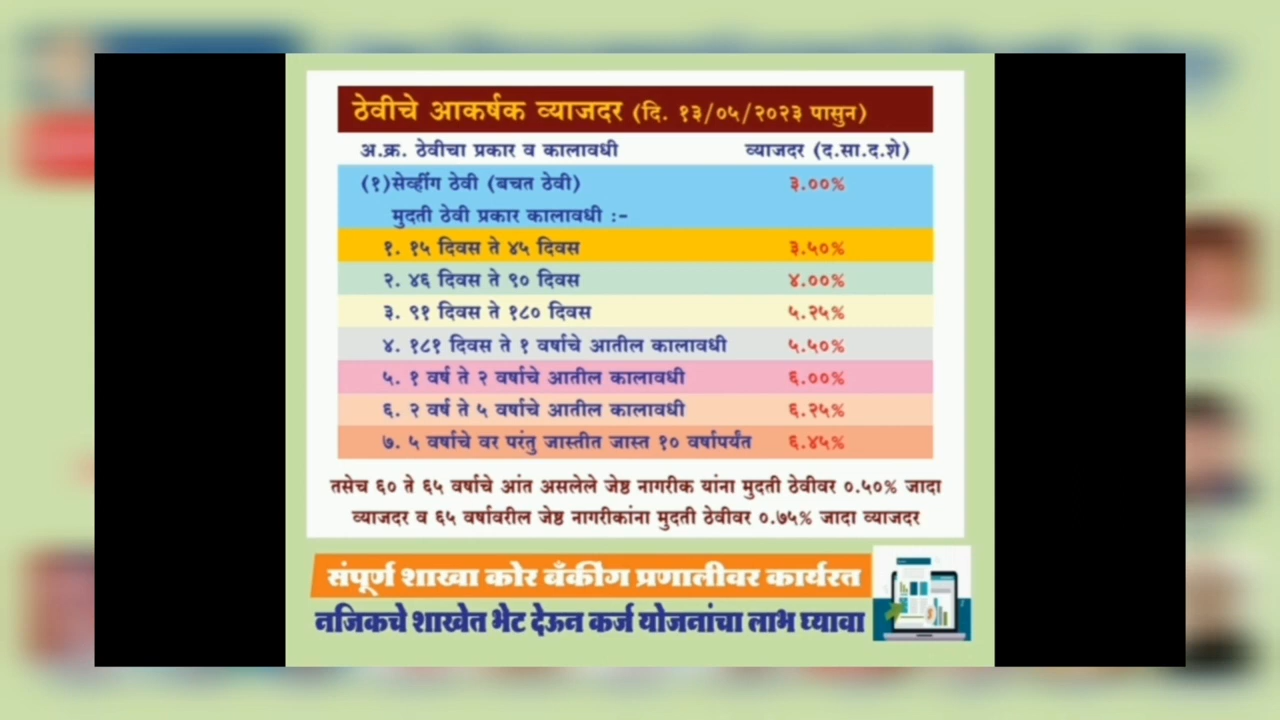 ठेवीचे आकर्षक व्याजदर (दि. १३/०५/२०२३ पासुन)
अ.क्र. ठेवीचा प्रकार व कालावधी व्याजदर (द.सा.द.शे)
(१)सेव्हींग ठेवी (बचत ठेवी) ३.००%
मुदती ठेवी प्रकार कालावधी :-
१. १५ दिवस ते ४५ दिवस ३.५०%
२. ४६ दिवस ते ९० दिवस ४.००%
३. ९१ दिवस ते १८० दिवस ५.२५%
४. १८१ दिवस ते १ वर्षाचे आतील कालावधी ५.५०%
५. १ वर्ष ते २ वर्षाचे आतील कालावधी ६.००%
६. २ वर्ष ते ५ वर्षाचे आतील कालावधी ६.२५%
७. ५ वर्षाचे वर परंतु जास्तीत जास्त १० वर्षापर्यंत ६.४५%
तसेच ६० ते ६५ वर्षाचे आंत असलेले जेष्ठ नागरीक यांना मुदती ठेवीवर ०.५०% जादा
व्याजदर व ६५ वर्षावरील जेष्ठ नागरीकांना मुदती ठेवीवर ०.७५% जादा व्याजदर
संपूर्ण शाखा कोर बँकींग प्रणालीवर कार्यरत
नजिकचे शाखेत भेट देऊन कर्ज योजनांचा लाभ घ्यावा